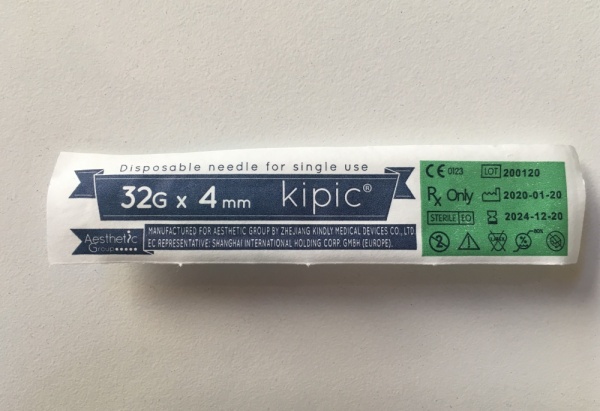 Disposable needle for single use
32G x 4mm kipic®
Aesthetic
Group
MANUFACTURED FOR AESTHETIC GROUP BY ZHEJIANG KINDLY MEDICAL DEVICES CO., LTD
EC REPRESENTATIVE: SHANGHAI INTERNATIONAL HOLDING CORP. GMBH (EUROPE).
CE 0123 LOT 200120
Rx Only 2020-01-20
STERILE EO 2024-12-20